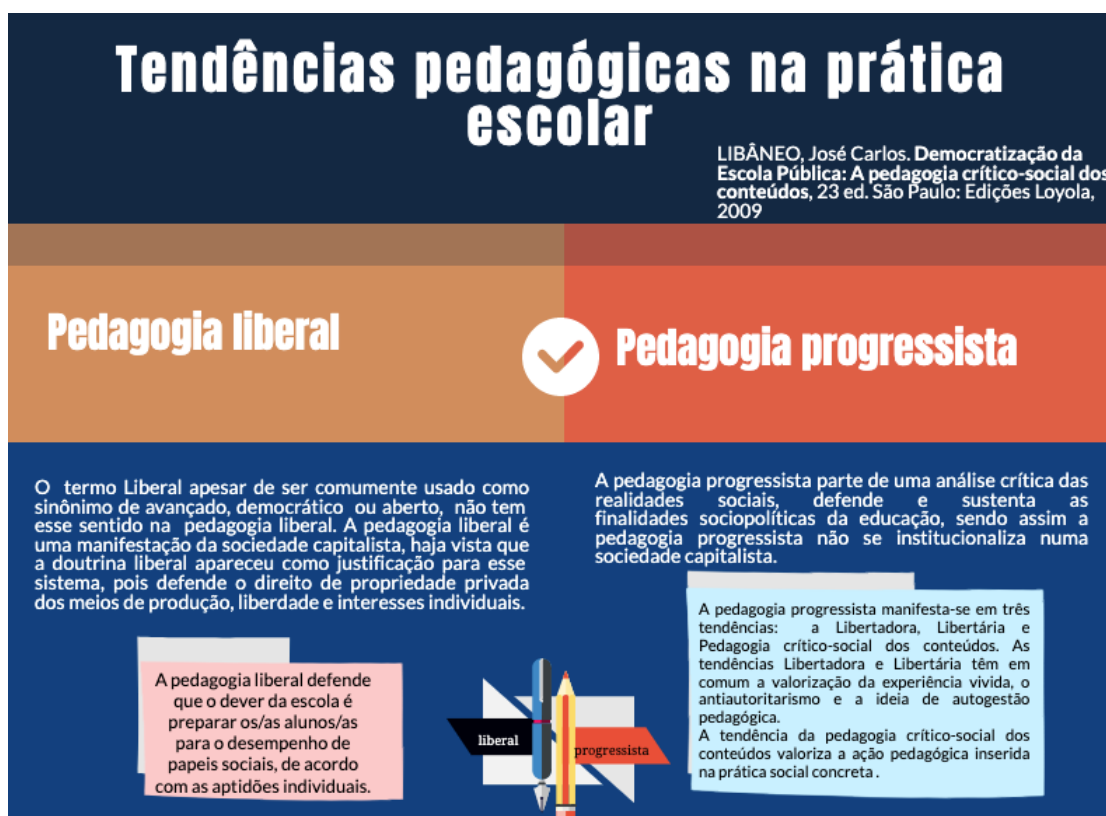 Tendências pedagógicas na prática
escolar
LIBÂNEO, José Carlos. Democratização da
Escola Pública: A pedagogia crítico-social dos
conteúdos, 23 ed. São Paulo: Edições Loyola,
2009
Pedagogia liberal
Pedagogia progressista
O termo Liberal apesar de ser comumente usado como
sinônimo de avançado, democrático ou aberto, não tem
esse sentido na pedagogia liberal. A pedagogia liberal é
uma manifestação da sociedade capitalista, haja vista que
a doutrina liberal apareceu como justificação para esse
sistema, pois defende o direito de propriedade privada
dos meios de produção, liberdade e interesses individuais.
A pedagogia liberal defende
que o dever da escola é
preparar os/as alunos/as
para o desempenho de
papeis sociais, de acordo
com as aptidões individuais.
liberal
progressista
A pedagogia progressista parte de uma análise crítica das
realidades sociais, defende e sustenta as
finalidades sociopolíticas da educação, sendo assim a
pedagogia progressista não se institucionaliza numa
sociedade capitalista.
A pedagogia progressista manifesta-se em três
tendências: a Libertadora, Libertária e
Pedagogia crítico-social dos conteúdos. As
tendências Libertadora e Libertária têm em
comum a valorização da experiência vivida, o
antiautoritarismo e a ideia de autogestão
pedagógica.
A tendência da pedagogia crítico-social dos
conteúdos valoriza a ação pedagógica inserida
na prática social concreta .